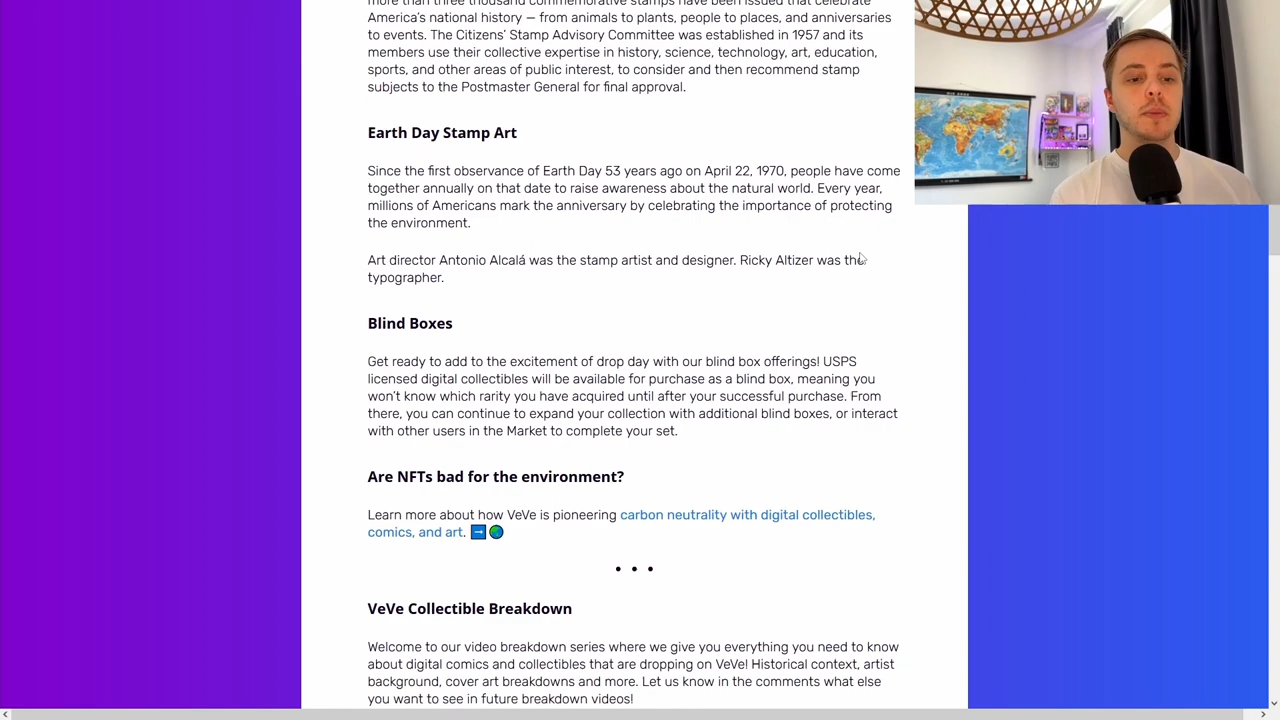 more than three thousand commemorative stamps have been issued that celebrate
America's national history — from animals to plants, people to places, and anniversaries
to events. The Citizens' Stamp Advisory Committee was established in 1957 and its
members use their collective expertise in history, science, technology, art, education,
sports, and other areas of public interest, to consider and then recommend stamp
subjects to the Postmaster General for final approval.
Earth Day Stamp Art
Since the first observance of Earth Day 53 years ago on April 22, 1970, people have come
together annually on that date to raise awareness about the natural world. Every year,
millions of Americans mark the anniversary by celebrating the importance of protecting
the environment.
Art director Antonio Alcalá was the stamp artist and designer. Ricky Altizer was the
typographer.
Blind Boxes
Get ready to add to the excitement of drop day with our blind box offerings! USPS
licensed digital collectibles will be available for purchase as a blind box, meaning you
won't know which rarity you have acquired until after your successful purchase. From
there, you can continue to expand your collection with additional blind boxes, or interact
with other users in the Market to complete your set.
Are NFTs bad for the environment?
Learn more about how VeVe is pioneering carbon neutrality with digital collectibles,
comics, and art. ➡️🌎
• • •
VeVe Collectible Breakdown
Welcome to our video breakdown series where we give you everything you need to know
about digital comics and collectibles that are dropping on VeVe! Historical context, artist
background, cover art breakdowns and more. Let us know in the comments what else
you want to see in future breakdown videos!